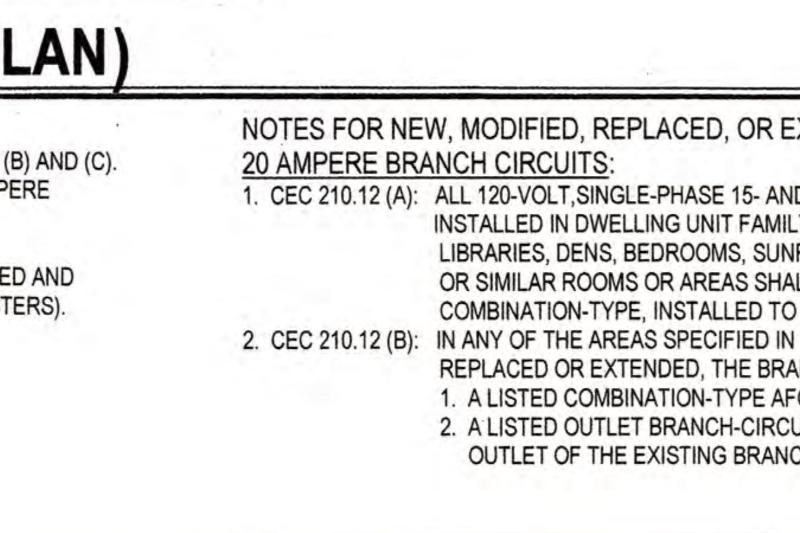 LAN)
(B) AND (C).
PERE
ED AND
TERS).
NOTES FOR NEW, MODIFIED, REPLACED, OR E
20 AMPERE BRANCH CIRCUITS:
1. CEC 210.12 (A): ALL 120-VOLT,SINGLE-PHASE 15- AND
INSTALLED IN DWELLING UNIT FAMIL
LIBRARIES, DENS, BEDROOMS, SUN
OR SIMILAR ROOMS OR AREAS SHAL
COMBINATION-TYPE, INSTALLED TO
2. CEC 210.12 (B): IN ANY OF THE AREAS SPECIFIED IN
REPLACED OR EXTENDED, THE BRA
1. A LISTED COMBINATION-TYPE AF
2. A LISTED OUTLET BRANCH-CIRCU
OUTLET OF THE EXISTING BRANC